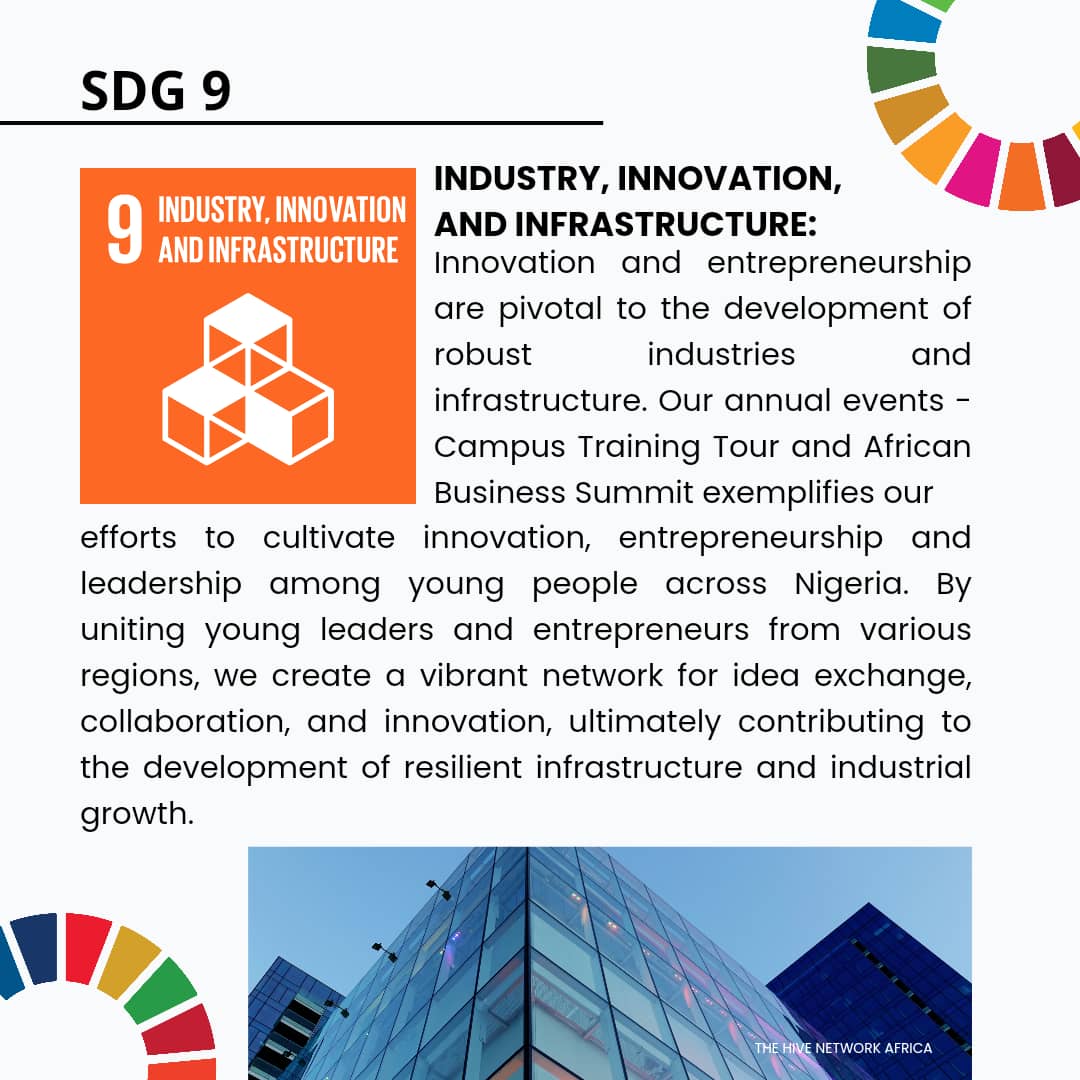 SDG 9
9 INDUSTRY, INNOVATION
AND INFRASTRUCTURE
INDUSTRY, INNOVATION,
AND INFRASTRUCTURE:
Innovation and entrepreneurship
are pivotal to the development of
robust industries and
infrastructure. Our annual events -
Campus Training Tour and African
Business Summit exemplifies our
efforts to cultivate innovation, entrepreneurship and
leadership among young people across Nigeria. By
uniting young leaders and entrepreneurs from various
regions, we create a vibrant network for idea exchange,
collaboration, and innovation, ultimately contributing to
the development of resilient infrastructure and industrial
growth.
THE HIVE NETWORK AFRICA